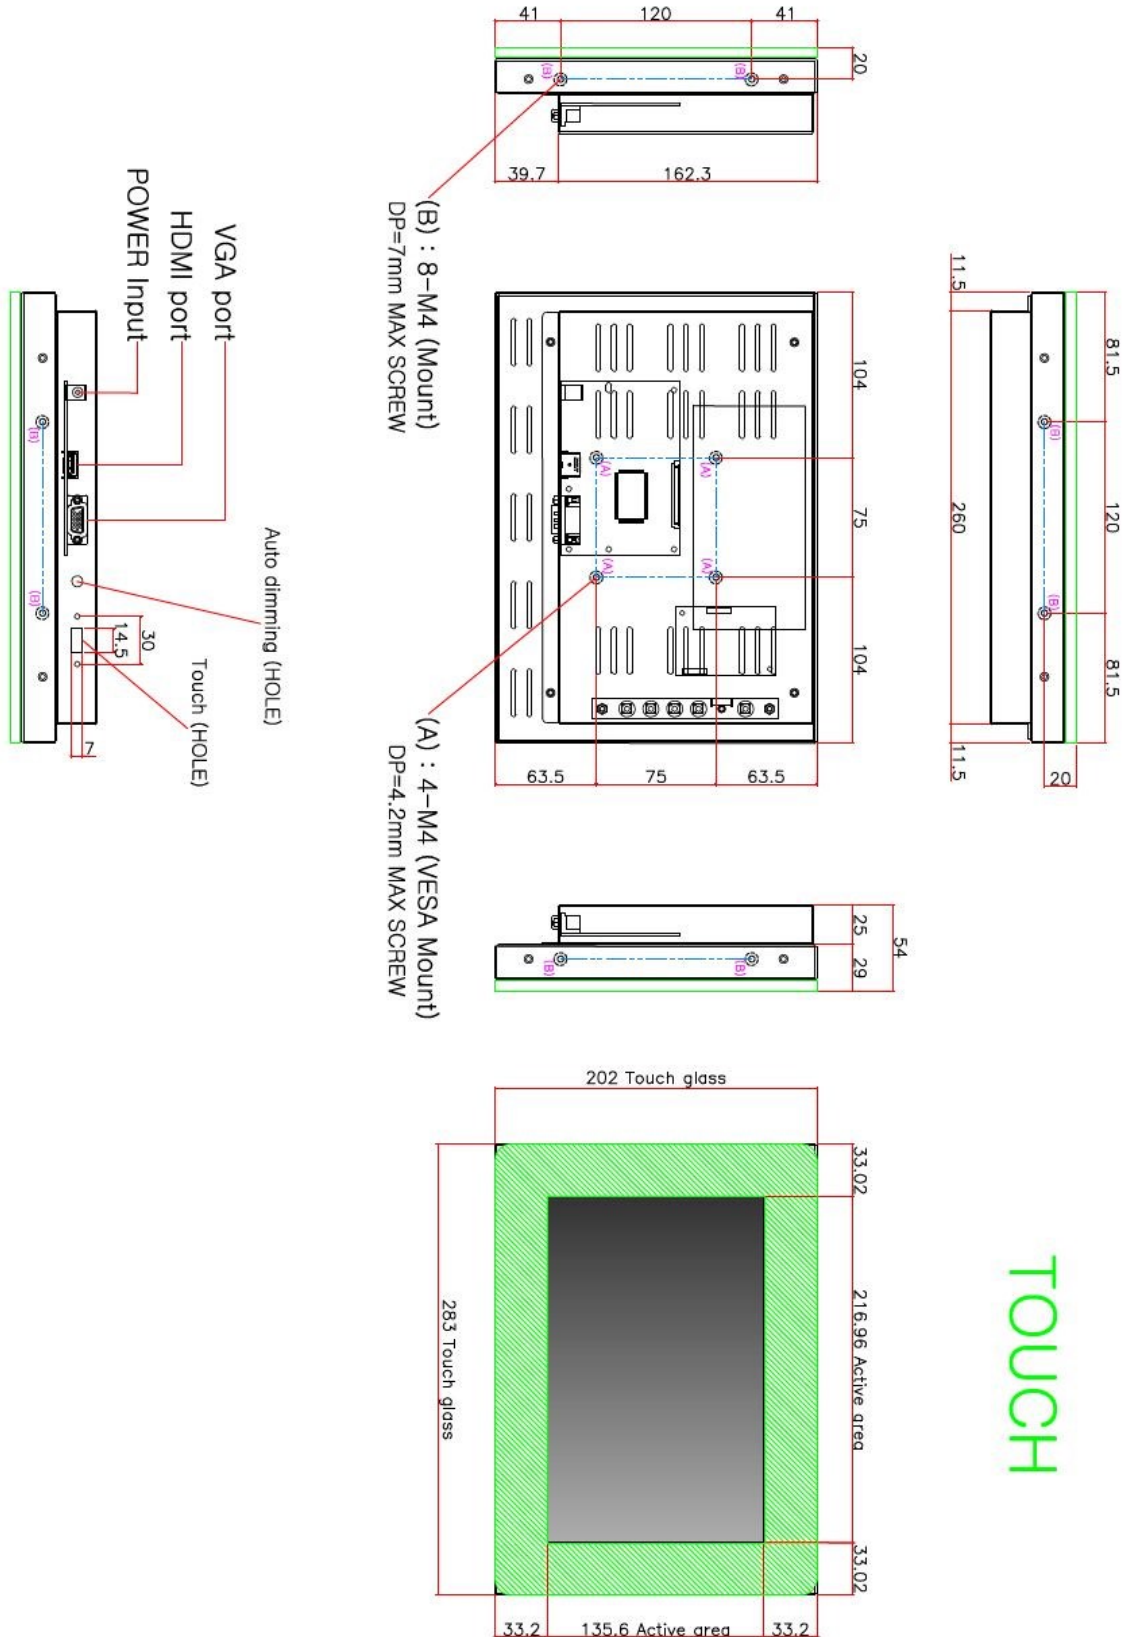 41
120
41
20
(B)
(B)
39.7
162.3
(B) : 8-M4 (Mount)
DP=7mm MAX SCREW
VGA port
HDMI port
POWER Input
(B)
(B)
Auto dimming (HOLE)
30
14.5
Touch (HOLE)
7
104
75
104
(A)
(A)
(A)
(A)
63.5
75
63.5
(A) : 4-M4 (VESA Mount)
DP=4.2mm MAX SCREW
11.5
260
11.5
81.5
120
81.5
(B)
(B)
20
54
25
29
(B)
(B)
202 Touch glass
33.02
216.96 Active area
33.02
283 Touch glass
33.2
135.6 Active area
33.2
TOUCH